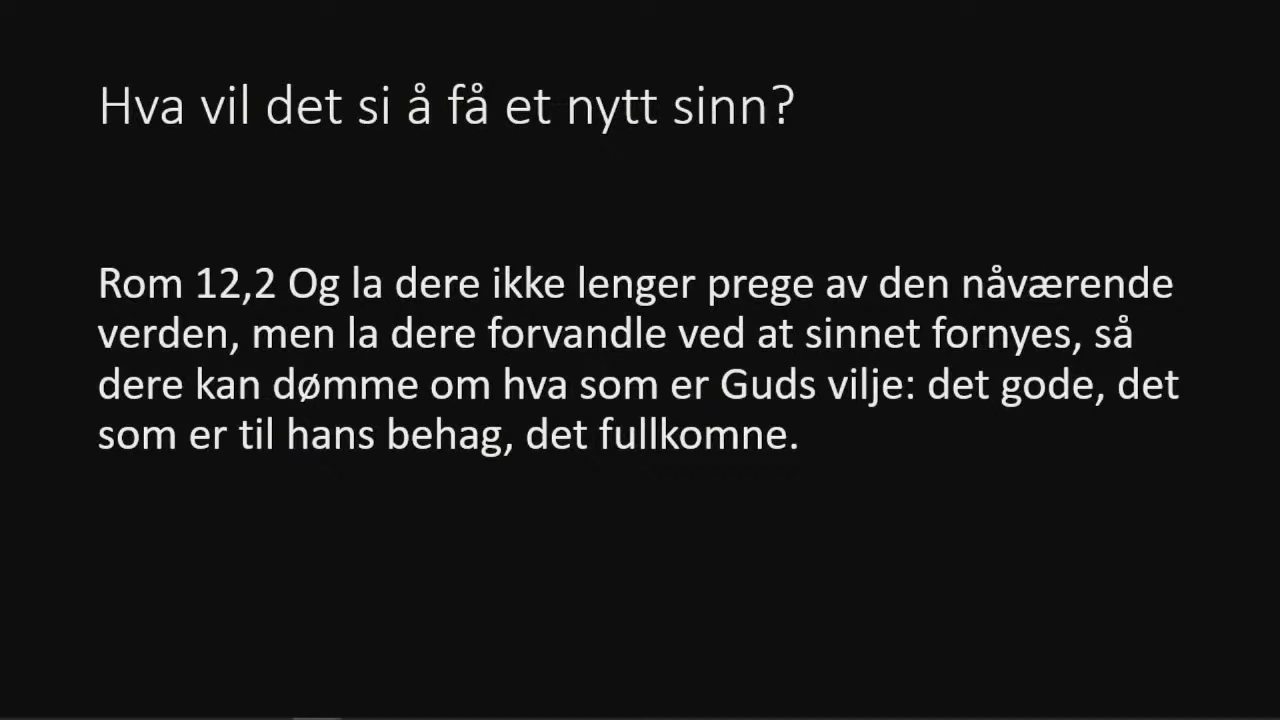 Hva vil det si å få et nytt sinn?
Rom 12,2 Og la dere ikke lenger prege av den nåværende
verden, men la dere forvandle ved at sinnet fornyes, så
dere kan dømme om hva som er Guds vilje: det gode, det
som er til hans behag, det fullkomne.